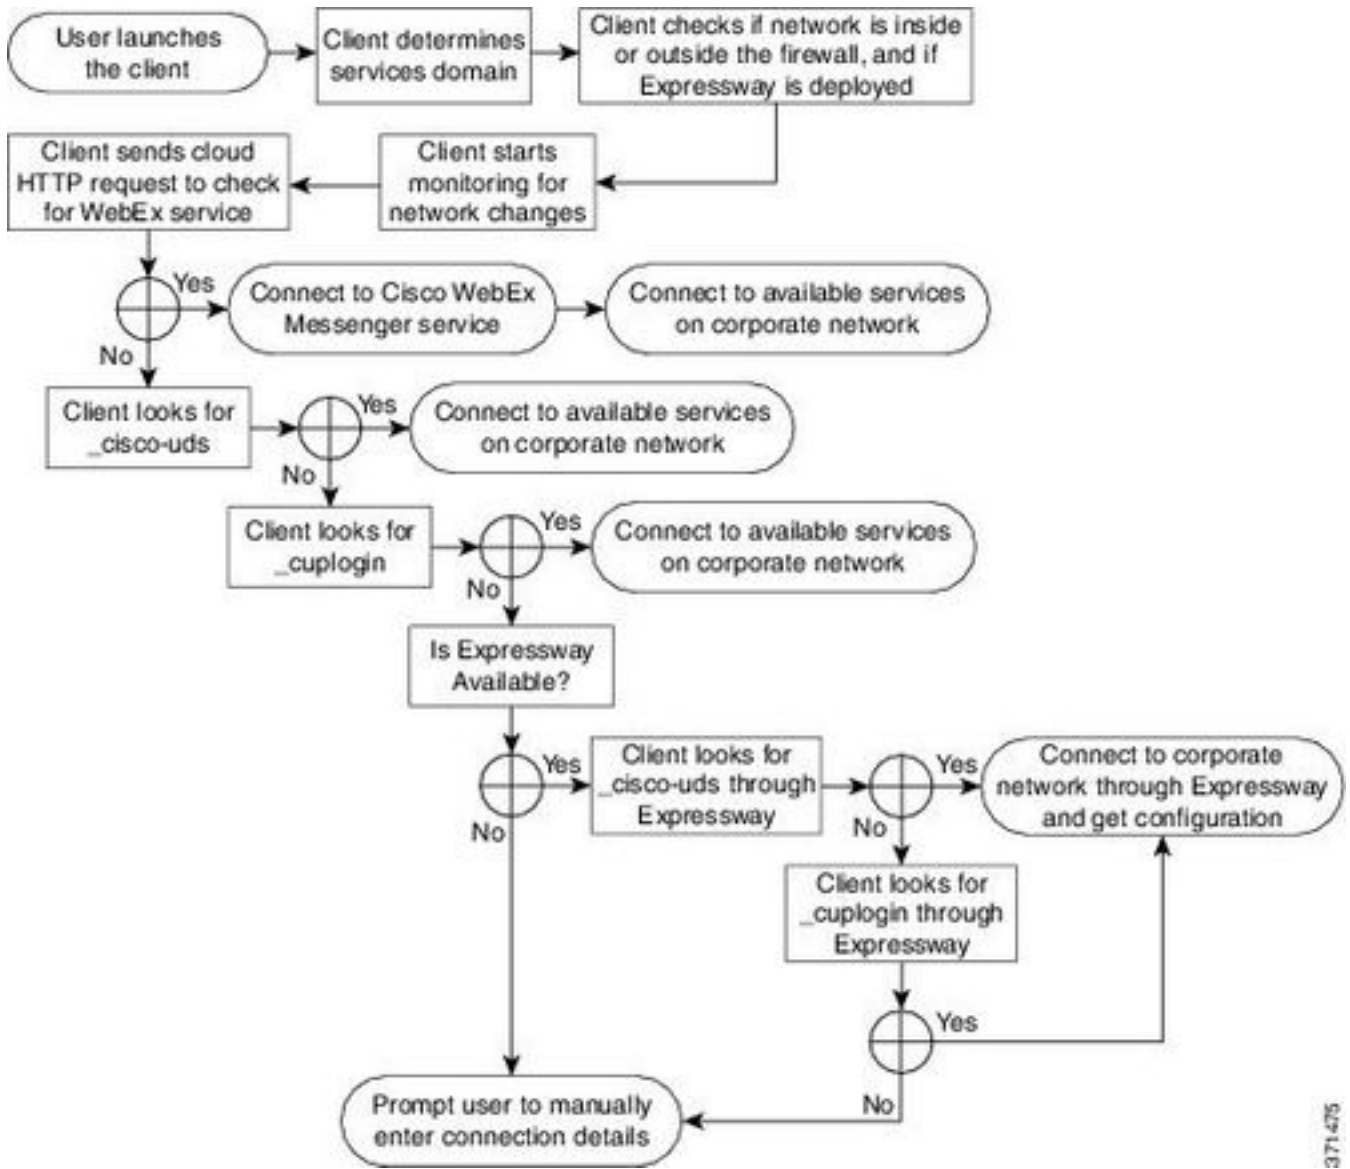 User launches
the client
Client determines
services domain
Client checks if network is inside
or outside the firewall, and if
Expressway is deployed
Client sends cloud
HTTP request to check
for WebEx service
Client starts
monitoring for
network changes
Yes
No
Connect to Cisco WebEx
Messenger service
Connect to available services
on corporate network
Client looks for
_cisco-uds
Yes
No
Connect to available services
on corporate network
Client looks for
_cuplogin
Yes
No
Connect to available services
on corporate network
Is Expressway
Available?
Yes
No
Client looks for
_cisco-uds through
Expressway
Yes
No
Connect to corporate
network through Expressway
and get configuration
Client looks for
_cuplogin through
Expressway
Yes
No
Prompt user to manually
enter connection details
371475